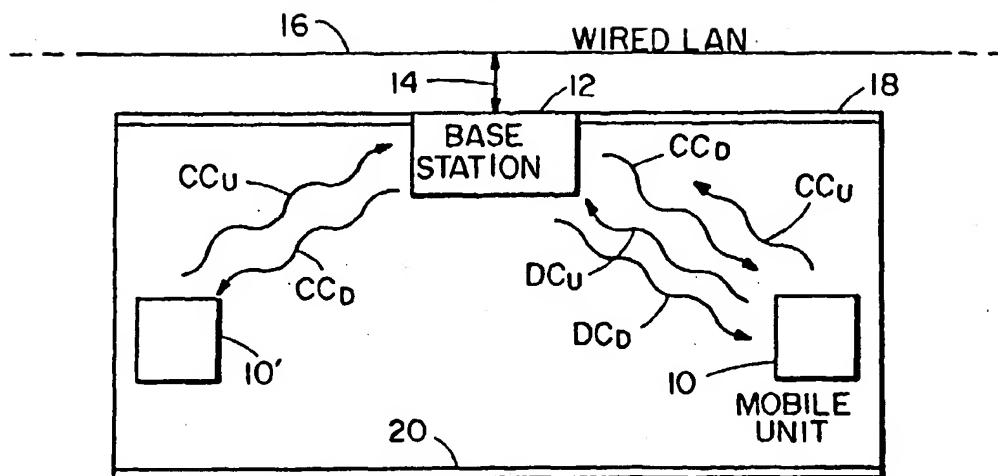 16
WIRED LAN
14
12
18
BASE
STATION
CCU
CCD
CCD
CCU
DCU
DCD
10'
10
MOBILE
UNIT
20